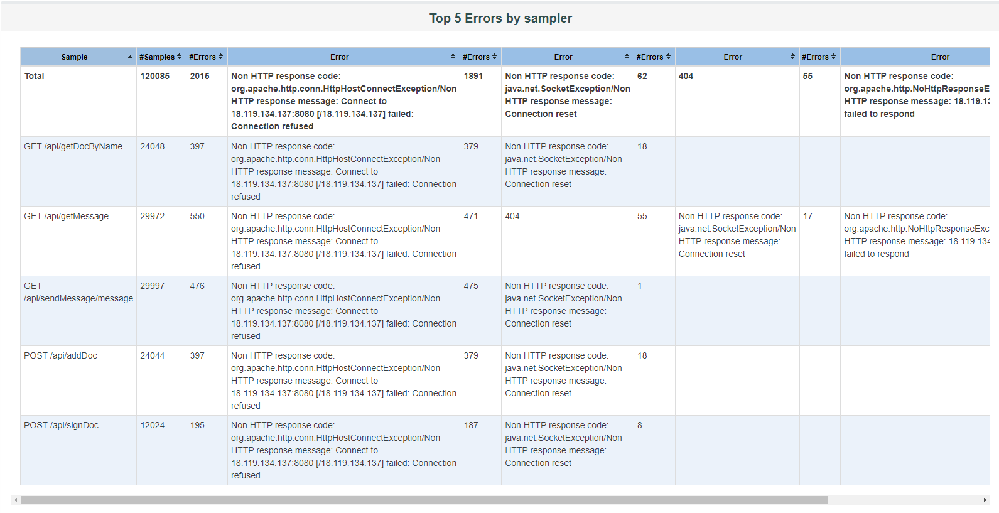 Top 5 Errors by sampler
Sample #Samples #Errors Error #Errors Error #Errors Error #Errors Error
Total 120085 2015 Non HTTP response code: 1891 Non HTTP response code: 62 404 55 Non HTTP response code:
org.apache.http.conn.HttpHostConnectException/Non java.net.SocketException/Non org.apache.http.NoHttpResponseE
HTTP response message: Connect to HTTP response message: HTTP response message: 18.119.13
18.119.134.137:8080 [/18.119.134.137] failed: Connection reset failed to respond
Connection refused
GET /api/getDocByName 24048 397 Non HTTP response code: 379 Non HTTP response code: 18
org.apache.http.conn.HttpHostConnectException/Non java.net.SocketException/Non
HTTP response message: Connect to HTTP response message:
18.119.134.137:8080 [/18.119.134.137] failed: Connection Connection reset
refused
GET /api/getMessage 29972 550 Non HTTP response code: 471 404 55 Non HTTP response code: 17 Non HTTP response code:
org.apache.http.conn.HttpHostConnectException/Non java.net.SocketException/Non org.apache.http.NoHttpResponseExc
HTTP response message: Connect to HTTP response message: HTTP response message: 18.119.134
18.119.134.137:8080 [/18.119.134.137] failed: Connection Connection reset failed to respond
refused
GET 29997 476 Non HTTP response code: 475 Non HTTP response code: 1
/api/sendMessage/message org.apache.http.conn.HttpHostConnectException/Non java.net.SocketException/Non
HTTP response message: Connect to HTTP response message:
18.119.134.137:8080 [/18.119.134.137] failed: Connection Connection reset
refused
POST /api/addDoc 24044 397 Non HTTP response code: 379 Non HTTP response code: 18
org.apache.http.conn.HttpHostConnectException/Non java.net.SocketException/Non
HTTP response message: Connect to HTTP response message:
18.119.134.137:8080 [/18.119.134.137] failed: Connection Connection reset
refused
POST /api/signDoc 12024 195 Non HTTP response code: 187 Non HTTP response code: 8
org.apache.http.conn.HttpHostConnectException/Non java.net.SocketException/Non
HTTP response message: Connect to HTTP response message:
18.119.134.137:8080 [/18.119.134.137] failed: Connection Connection reset
refused